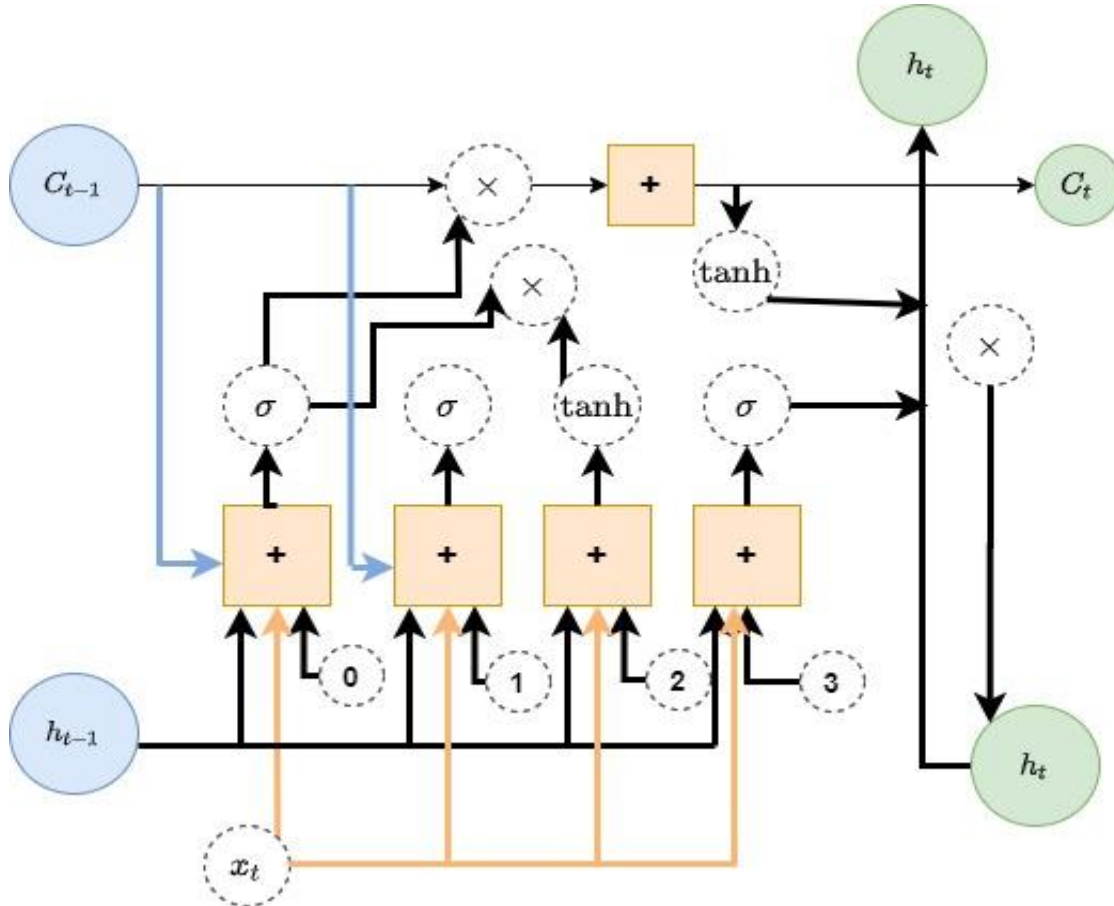 h_t
C_{t-1}
×
+
C_t
tanh
×
×
σ
σ
tanh
σ
+
+
+
+
0
1
2
3
h_{t-1}
h_t
x_t